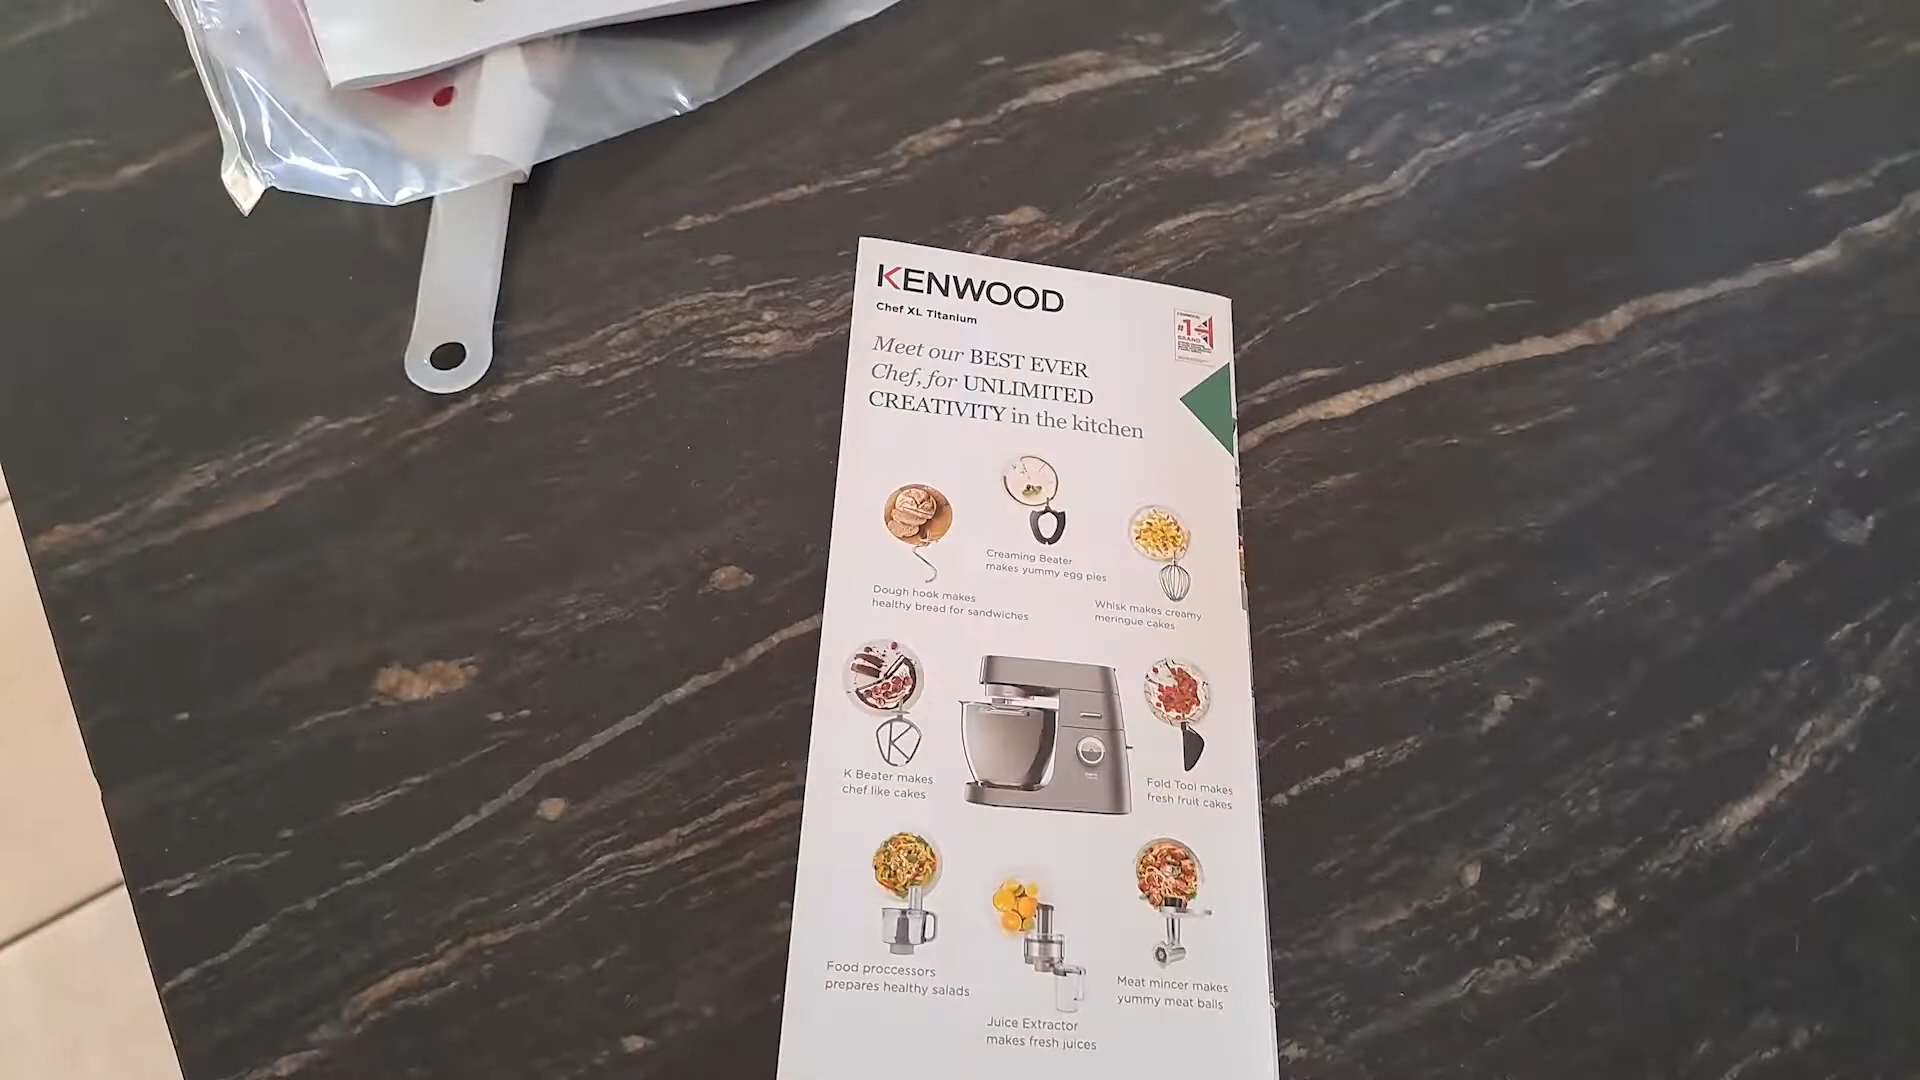 KENWOOD
Chef XL Titanium
#1
BRAND
Meet our BEST EVER
Chef, for UNLIMITED
CREATIVITY in the kitchen
Creaming Beater
makes yummy egg pies
Dough hook makes
healthy bread for sandwiches
Whisk makes creamy
meringue cakes
K
K Beater makes
chef like cakes
Fold Tool makes
fresh fruit cakes
Food proccessors
prepares healthy salads
Meat mincer makes
yummy meat balls
Juice Extractor
makes fresh juices